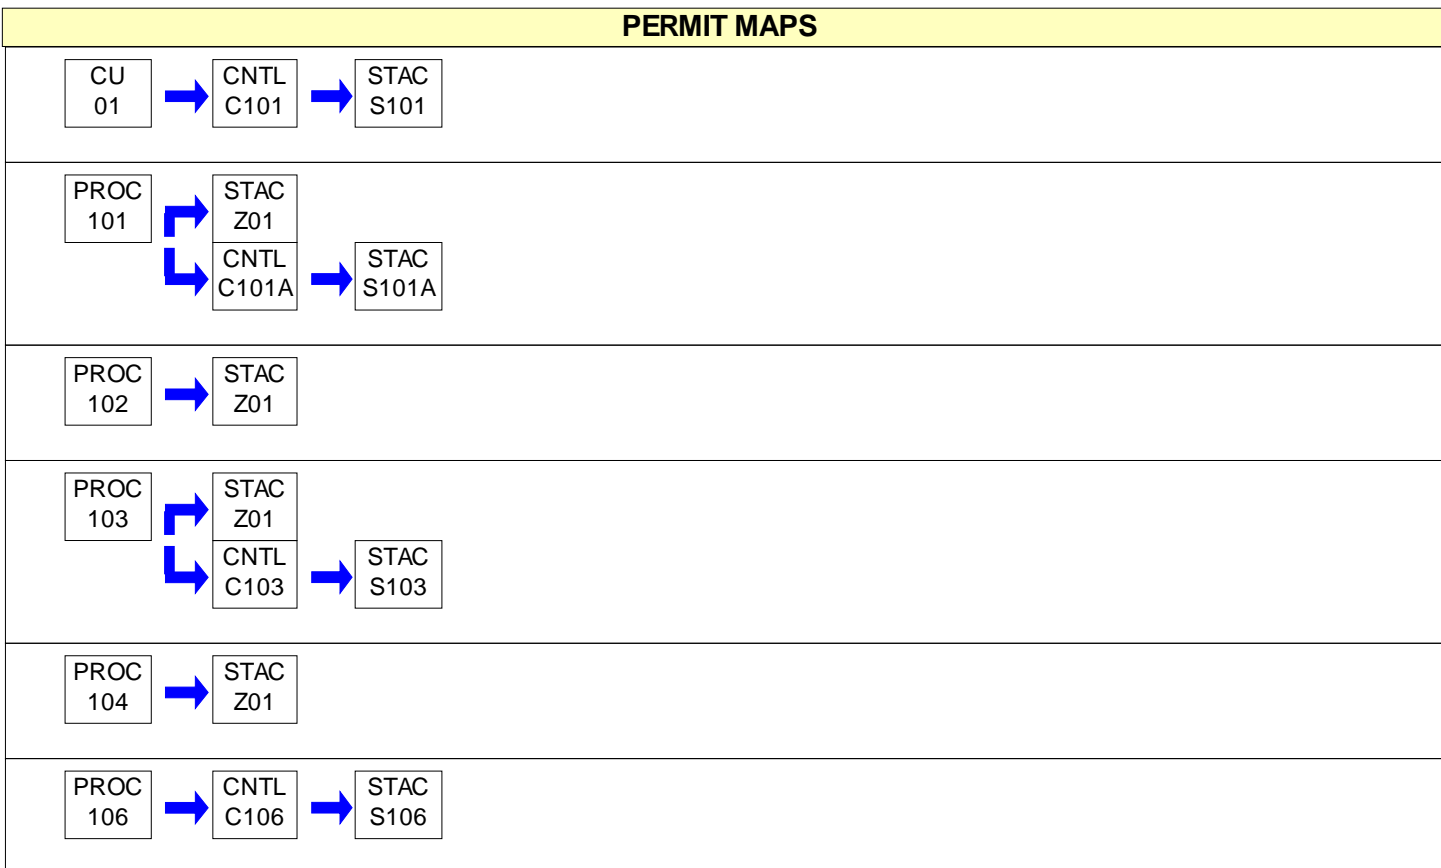 PERMIT MAPS
CU CNTL STAC
01 C101 S101
PROC STAC
101 Z01
CNTL STAC
C101A S101A
PROC STAC
102 Z01
PROC STAC
103 Z01
CNTL STAC
C103 S103
PROC STAC
104 Z01
PROC CNTL STAC
106 C106 S106